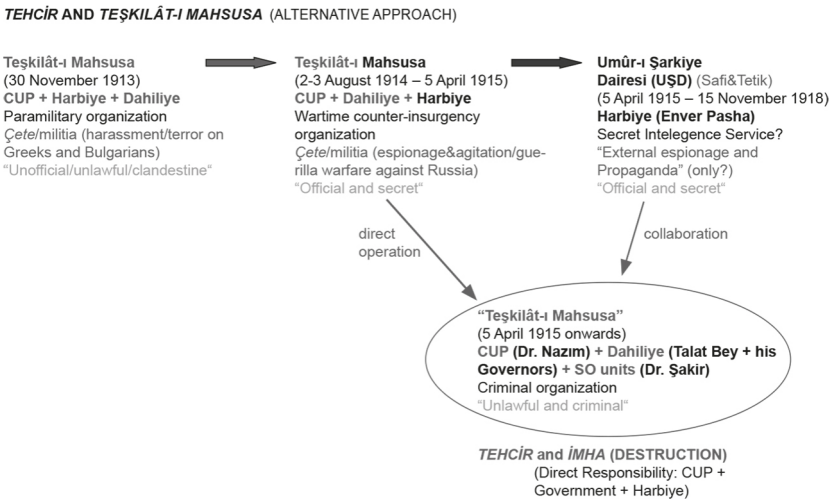 TEHCİR AND TEŞKILÂT-I MAHSUSA (ALTERNATIVE APPROACH)
Teşkilât-ı Mahsusa
(30 November 1913)
CUP + Harbiye + Dahiliye
Paramilitary organization
Çete/militia (harassment/terror on
Greeks and Bulgarians)
“Unofficial/unlawful/clandestine“
Teşkilât-ı Mahsusa
(2-3 August 1914 – 5 April 1915)
CUP + Dahiliye + Harbiye
Wartime counter-insurgency
organization
Çete/militia (espionage&agitation/gue-
rilla warfare against Russia)
“Official and secret“
Umûr-ı Şarkiye
Dairesi (UŞD) (Safi&Tetik)
(5 April 1915 – 15 November 1918)
Harbiye (Enver Pasha)
Secret Intelegence Service?
“External espionage and
Propaganda” (only?)
“Official and secret“
direct
operation
collaboration
“Teşkilât-ı Mahsusa”
(5 April 1915 onwards)
CUP (Dr. Nazım) + Dahiliye (Talat Bey + his
Governors) + SO units (Dr. Şakir)
Criminal organization
“Unlawful and criminal“
TEHCİR and İMHA (DESTRUCTION)
(Direct Responsibility: CUP +
Government + Harbiye)